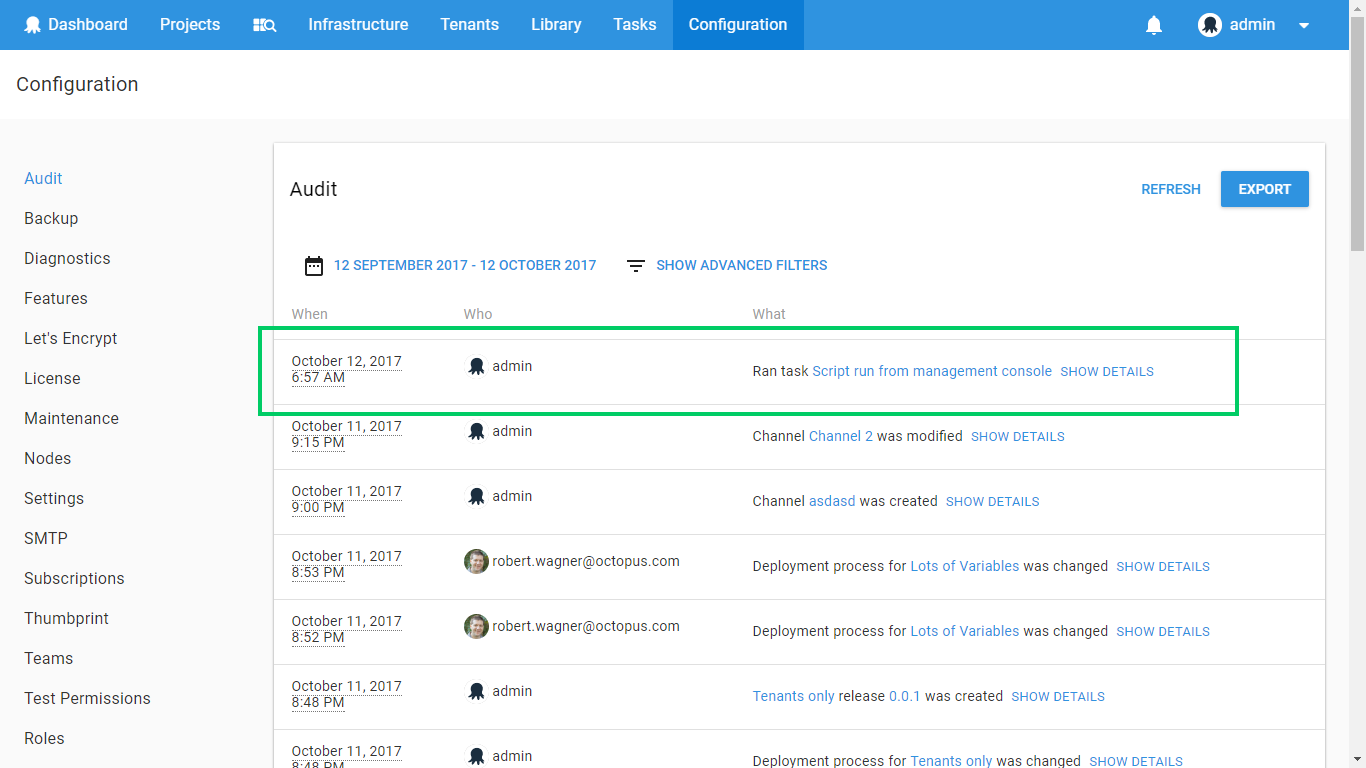 Dashboard Projects Infrastructure Tenants Library Tasks Configuration admin
Configuration
Audit
Backup
Diagnostics
Features
Let's Encrypt
License
Maintenance
Nodes
Settings
SMTP
Subscriptions
Thumbprint
Teams
Test Permissions
Roles
Audit
REFRESH EXPORT
12 SEPTEMBER 2017 - 12 OCTOBER 2017 SHOW ADVANCED FILTERS
When Who What
October 12, 2017
6:57 AM
admin
Ran task Script run from management console SHOW DETAILS
October 11, 2017
9:15 PM
admin
Channel Channel 2 was modified SHOW DETAILS
October 11, 2017
9:00 PM
admin
Channel asdasd was created SHOW DETAILS
October 11, 2017
8:53 PM
robert.wagner@octopus.com
Deployment process for Lots of Variables was changed SHOW DETAILS
October 11, 2017
8:52 PM
robert.wagner@octopus.com
Deployment process for Lots of Variables was changed SHOW DETAILS
October 11, 2017
8:48 PM
admin
Tenants only release 0.0.1 was created SHOW DETAILS
October 11, 2017
8:48 PM
admin
Deployment process for Tenants only was changed SHOW DETAILS